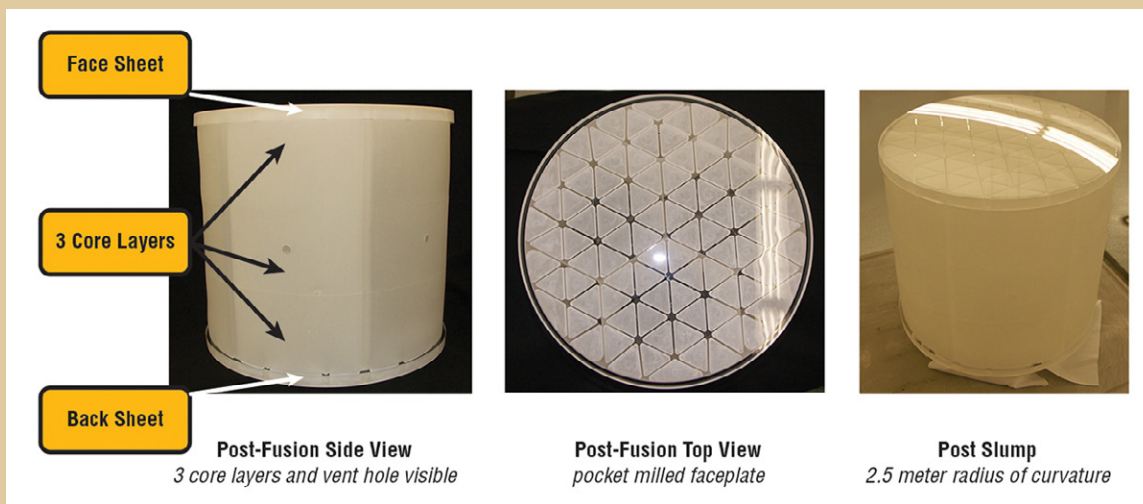 Face Sheet
3 Core Layers
Back Sheet
Post-Fusion Side View
3 core layers and vent hole visible
Post-Fusion Top View
pocket milled faceplate
Post Slump
2.5 meter radius of curvature